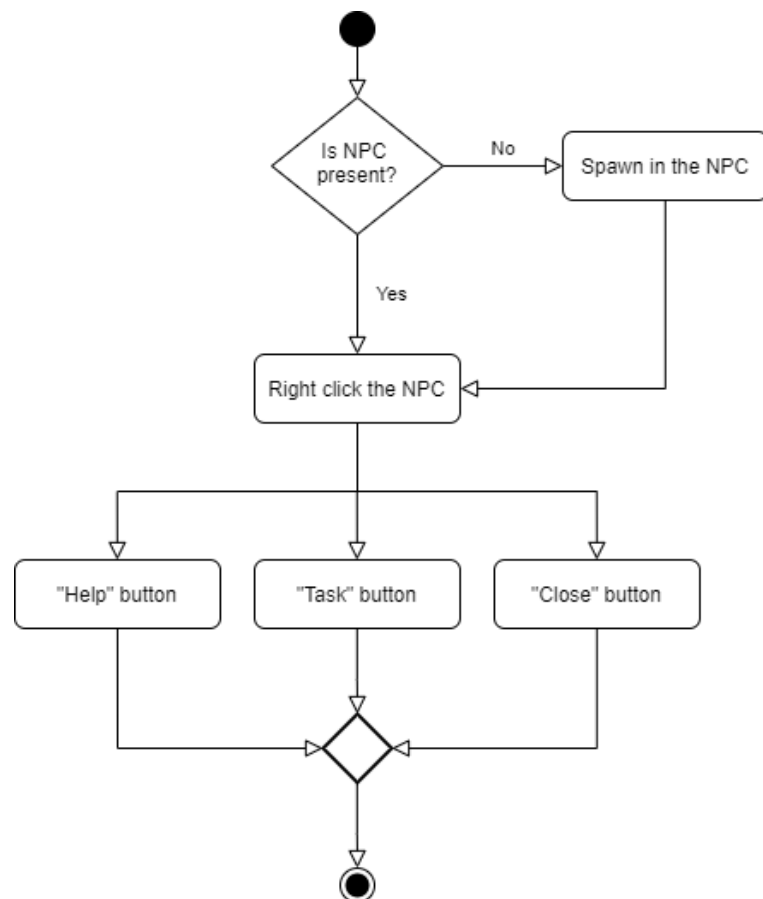 Is NPC
present?
No
Spawn in the NPC
Yes
Right click the NPC
"Help" button
"Task" button
"Close" button